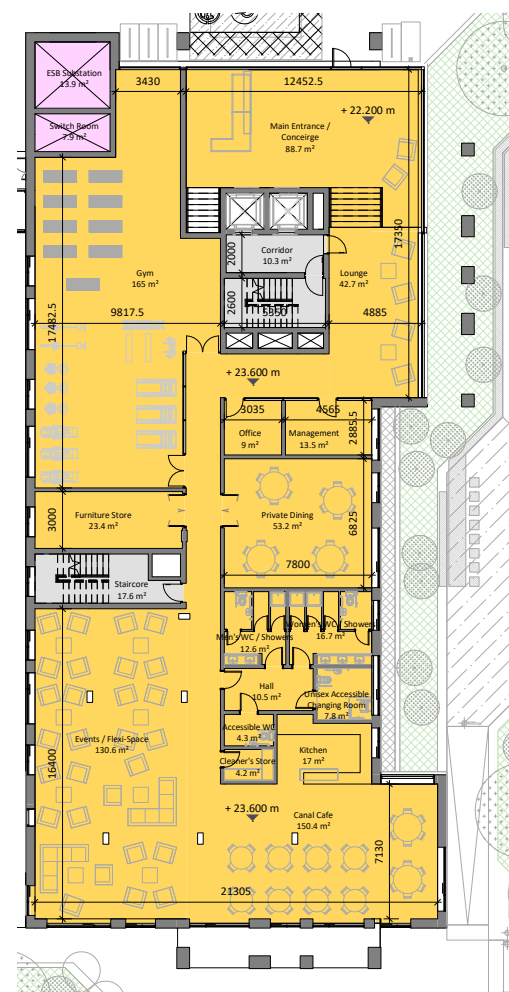 ESB Substation
13.9 m²
3430
12452.5
+ 22.200 m
Switch Room
7.9 m²
Main Entrance /
Conceirge
88.7 m²
17350
2000
Corridor
10.3 m²
Gym
165 m²
Lounge
42.7 m²
2600
17482.5
9817.5
5350
4885
+ 23.600 m
3035
4565
2885.5
Office
9 m²
Management
13.5 m²
3000
Furniture Store
23.4 m²
Private Dining
53.2 m²
6825
7800
Staircore
17.6 m²
Men's WC / Showers
12.6 m²
Women's WC / Showers
16.7 m²
Hall
10.5 m²
Unisex Accessible
Changing Room
7.8 m²
Accessible WC
4.3 m²
Events / Flexi-Space
130.6 m²
16400
Kitchen
17 m²
Cleaner's Store
4.2 m²
+ 23.600 m
Canal Cafe
150.4 m²
7130
21305